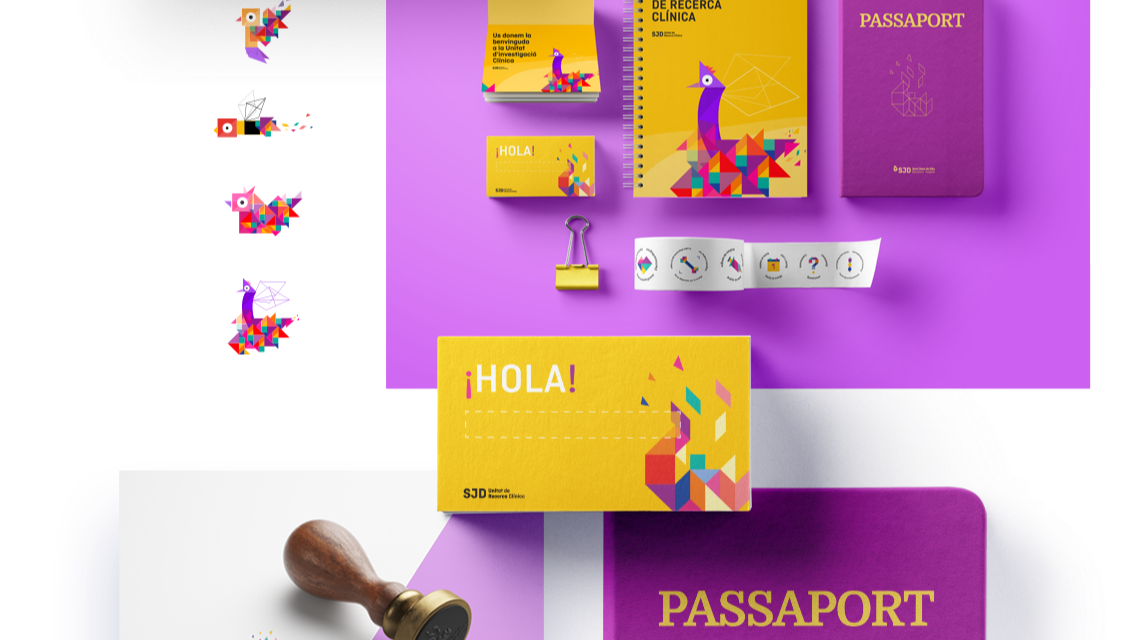 Us donem la
benvinguda
a la Unitat
d'investigació
Clínica
DE RECERCA
CLÍNICA
SJD
PASSAPORT
SJD
¡HOLA!
SJD
¡HOLA!
SJD Unitat de
Recerca Clínica
PASSAPORT